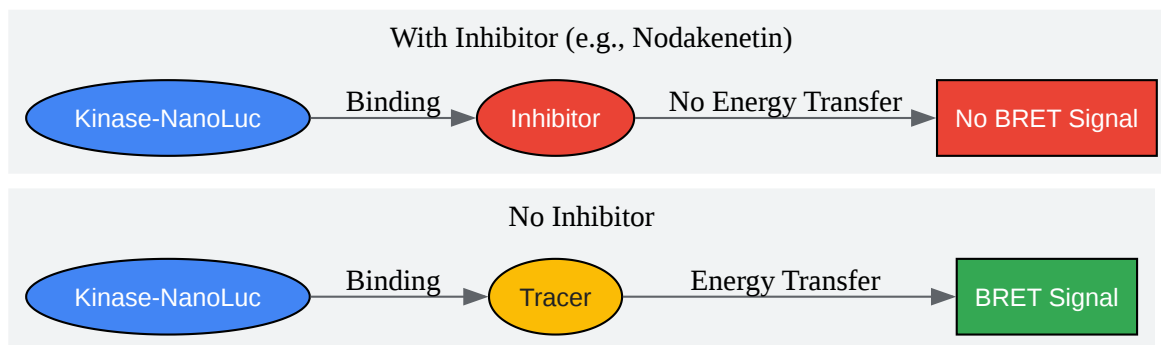 With Inhibitor (e.g., Nodakenetin)
Kinase-NanoLuc
Binding
Inhibitor
No Energy Transfer
No BRET Signal
No Inhibitor
Kinase-NanoLuc
Binding
Tracer
Energy Transfer
BRET Signal